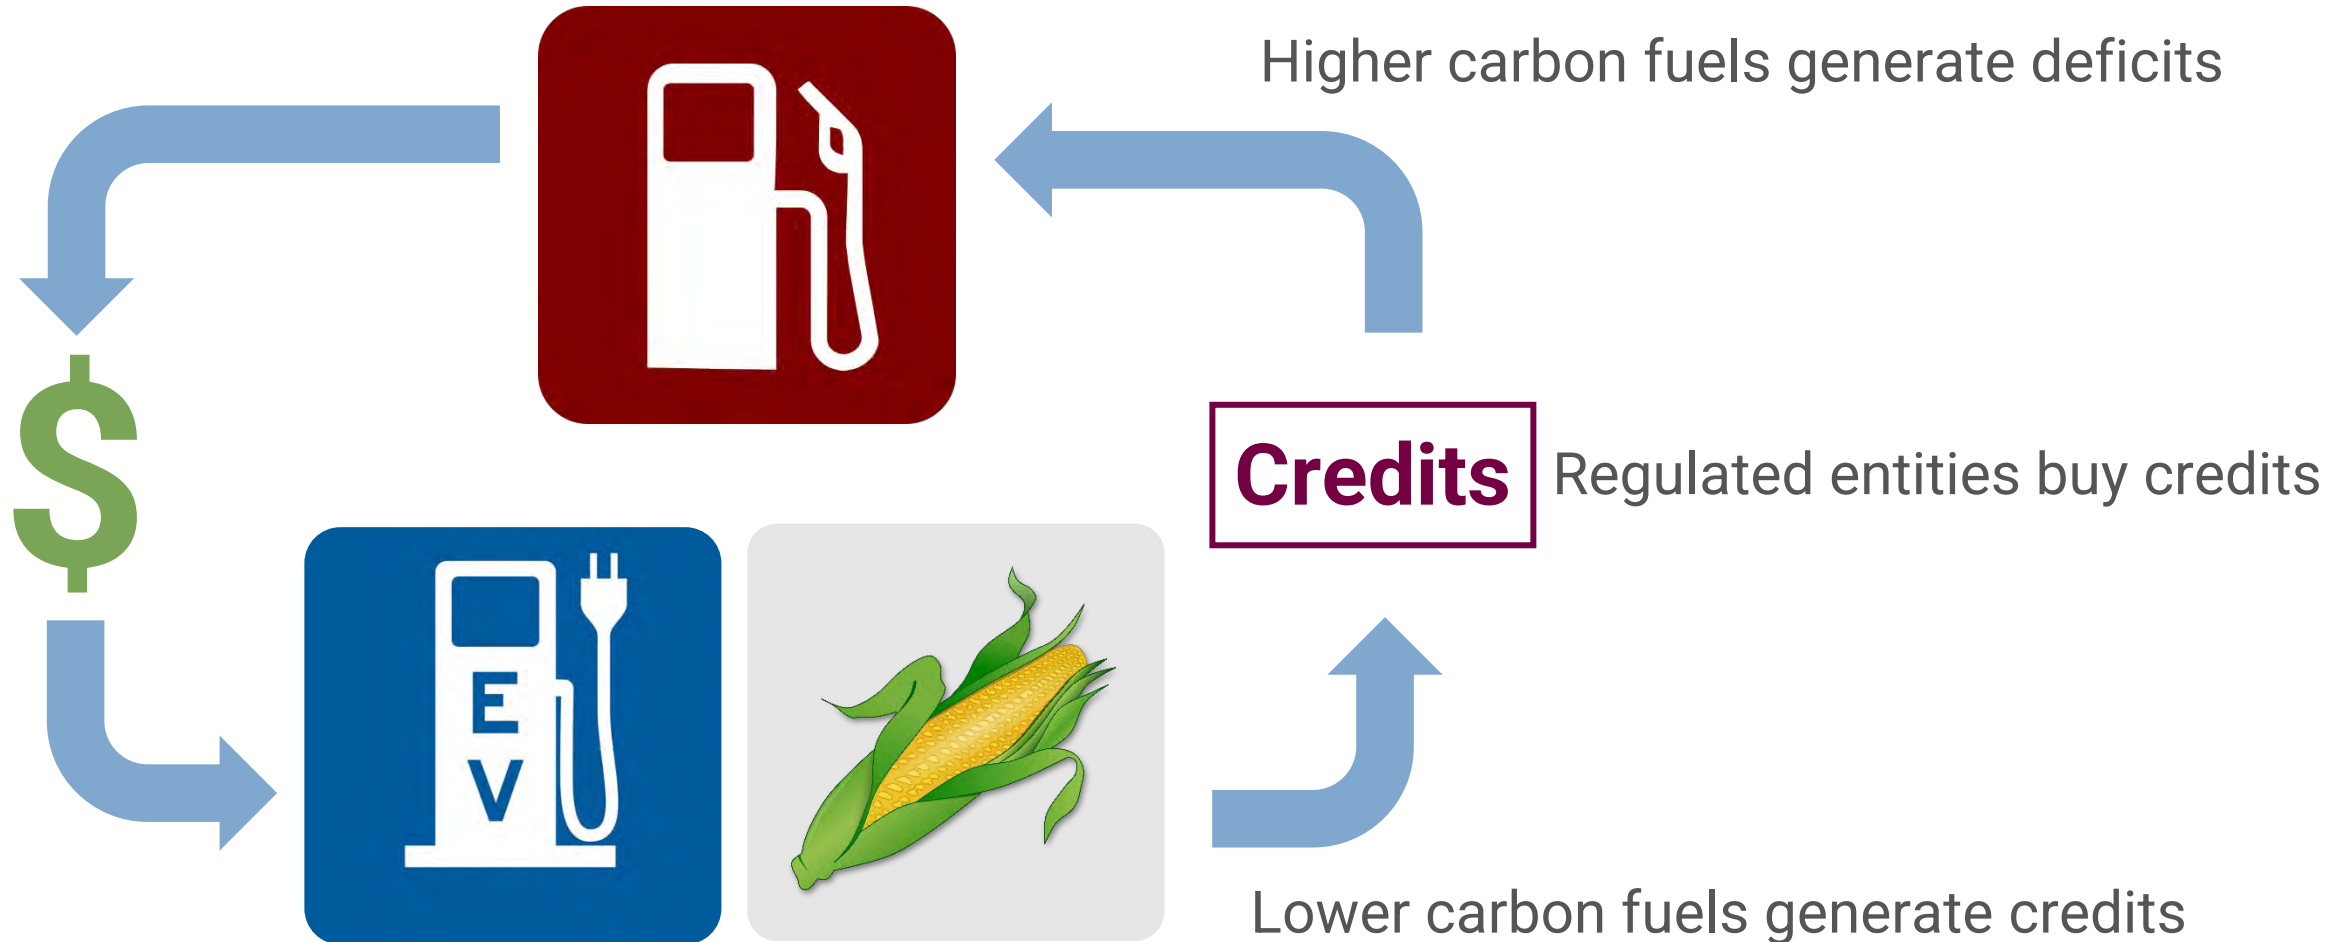 Higher carbon fuels generate deficits
$
Credits
Regulated entities buy credits
E
V
Lower carbon fuels generate credits